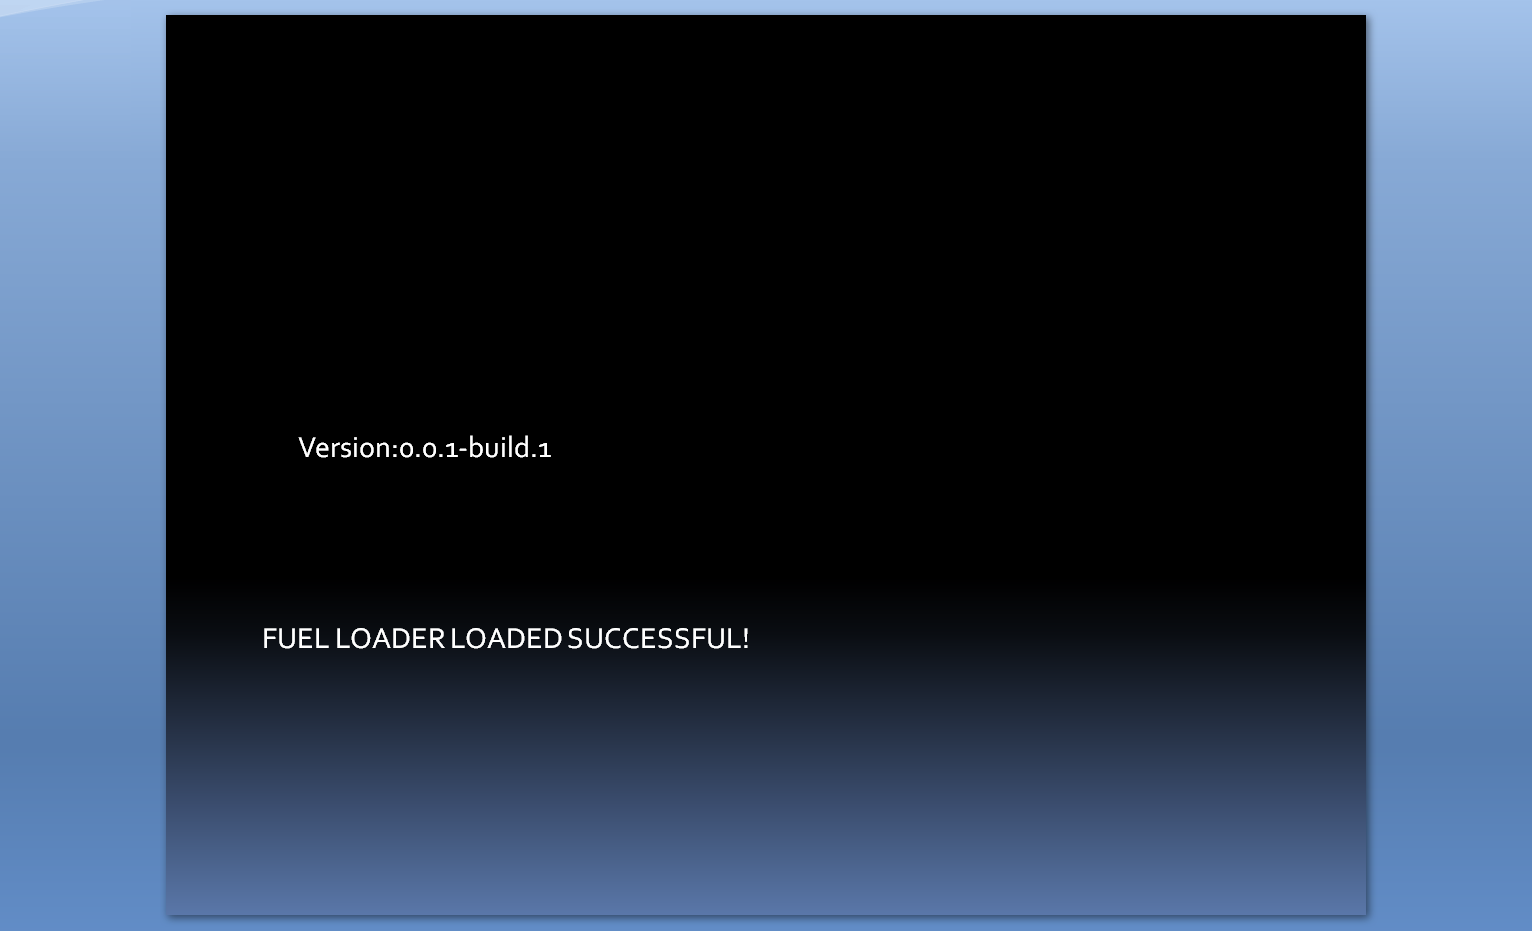 Version:0.0.1-build.1
FUEL LOADER LOADED SUCCESSFUL!